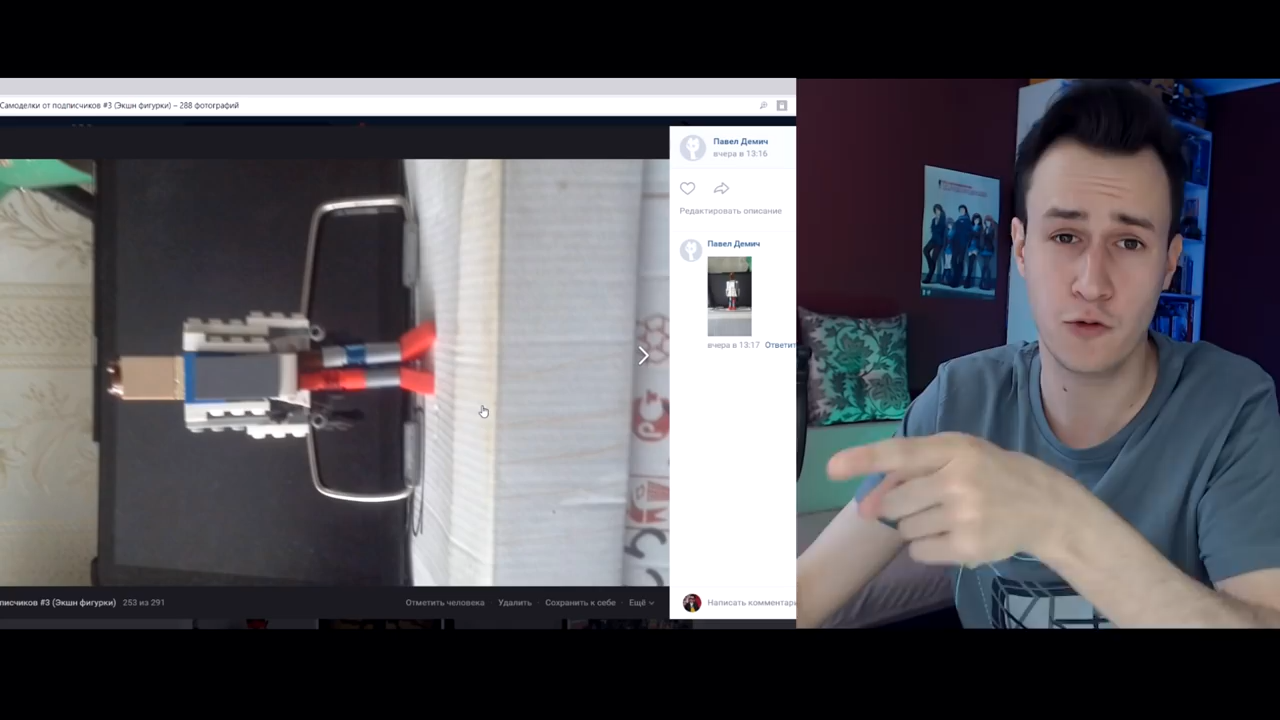 Самоделки от подписчиков #3 (Экшн фигурки) – 288 фотографий
Павел Демич
вчера в 13:16
Редактировать описание
Павел Демич
вчера в 13:17 Ответит
писчиков #3 (Экшн фигурки) 253 из 291
Отметить человека Удалить Сохранить к себе Ещё
Написать комментари